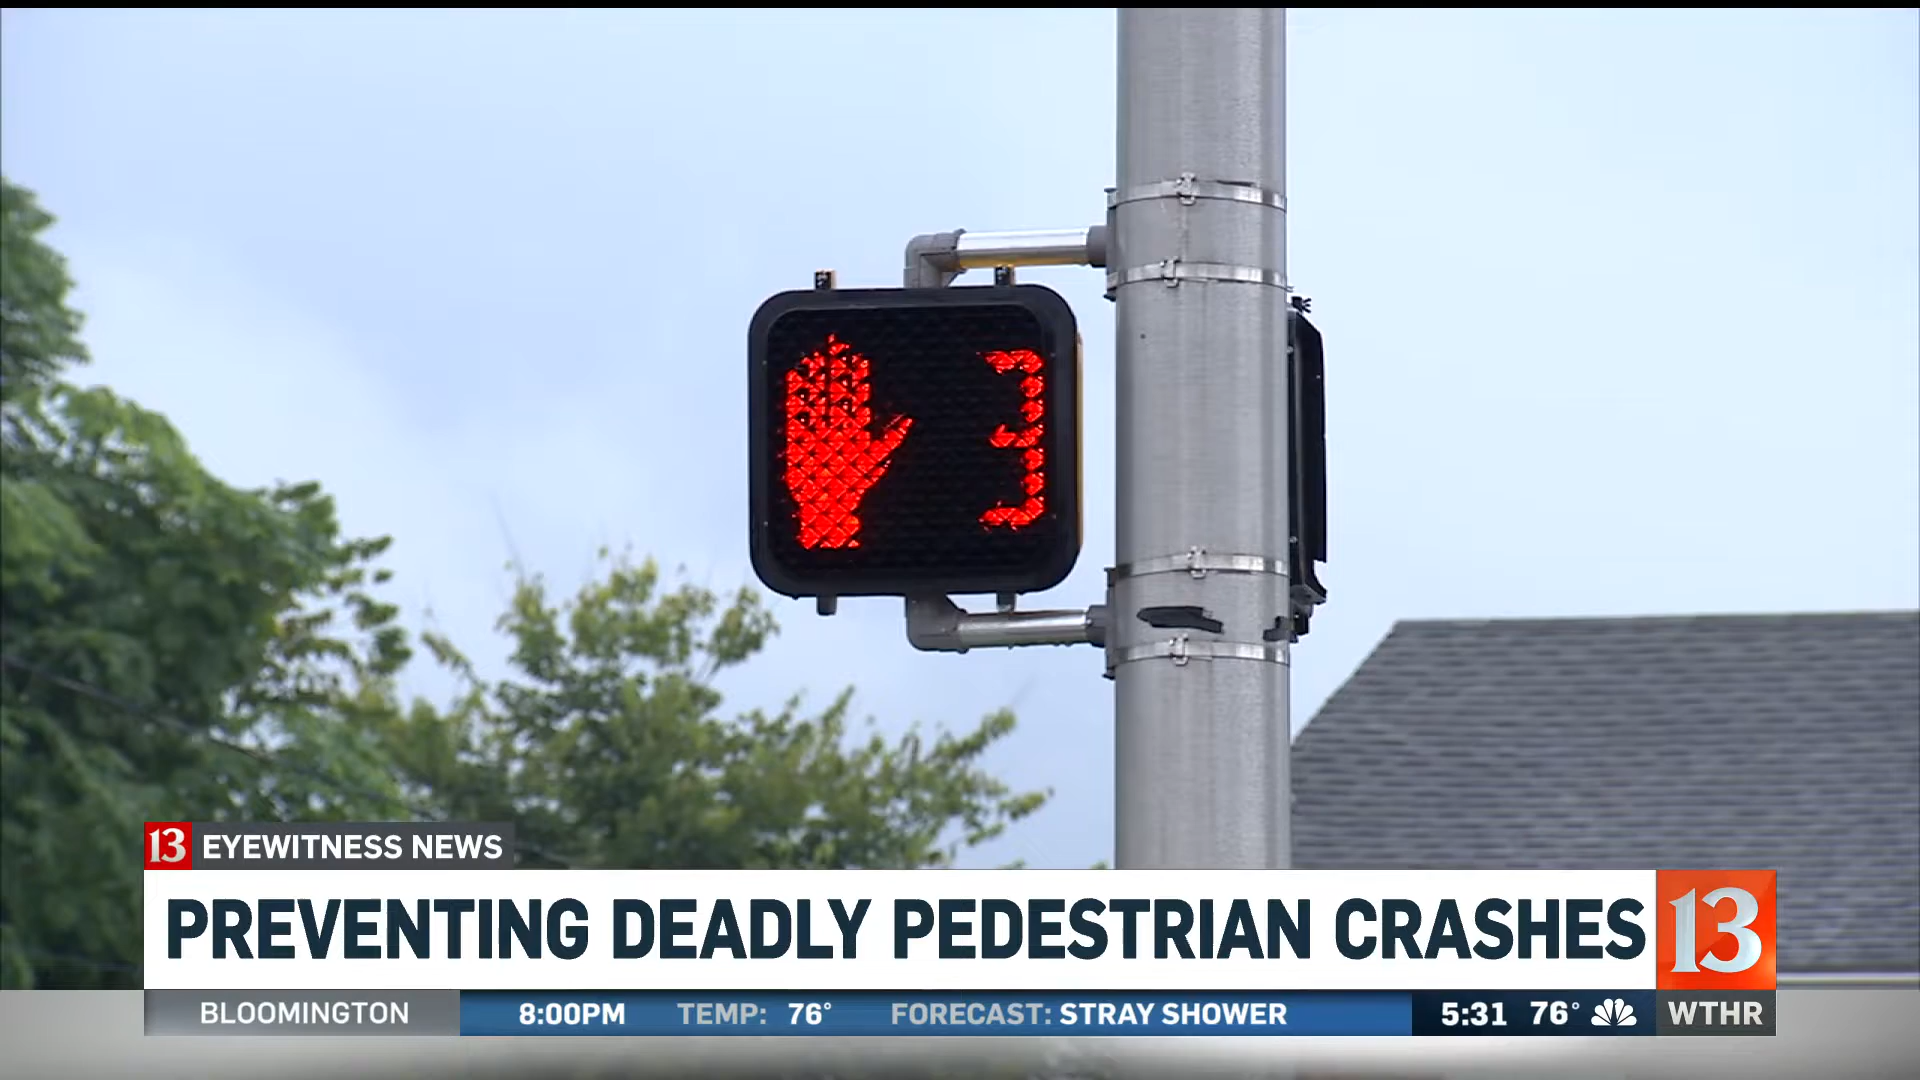 3
13 EYEWITNESS NEWS
PREVENTING DEADLY PEDESTRIAN CRASHES 13
BLOOMINGTON 8:00PM TEMP: 76° FORECAST: STRAY SHOWER 5:31 76° WTHR